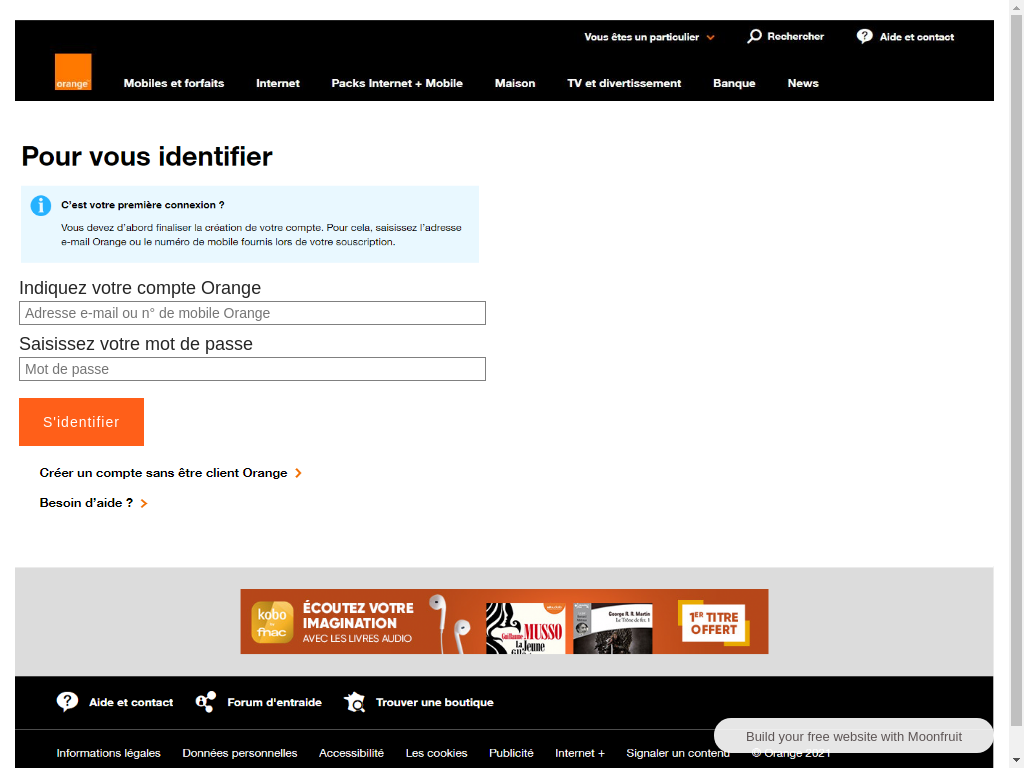 Vous êtes un particulier
Rechercher
Aide et contact
orange
Mobiles et forfaits
Internet
Packs Internet + Mobile
Maison
TV et divertissement
Banque
News
Pour vous identifier
C'est votre première connexion ?
Vous devez d'abord finaliser la création de votre compte. Pour cela, saisissez l'adresse
e-mail Orange ou le numéro de mobile fournis lors de votre souscription.
Indiquez votre compte Orange
Adresse e-mail ou n° de mobile Orange
Saisissez votre mot de passe
Mot de passe
S'identifier
Créer un compte sans être client Orange
Besoin d'aide ?
kobo
fnac
ÉCOUTEZ VOTRE
IMAGINATION
AVEC LES LIVRES AUDIO
Guillaume
MUSSO
La Jeune
George R. R. Martin
Le Trône de fer, 1
1ER TITRE
OFFERT
Aide et contact
Forum d'entraide
Trouver une boutique
Build your free website with Moonfruit
Informations légales
Données personnelles
Accessibilité
Les cookies
Publicité
Internet +
Signaler un contenu
© Orange 2021